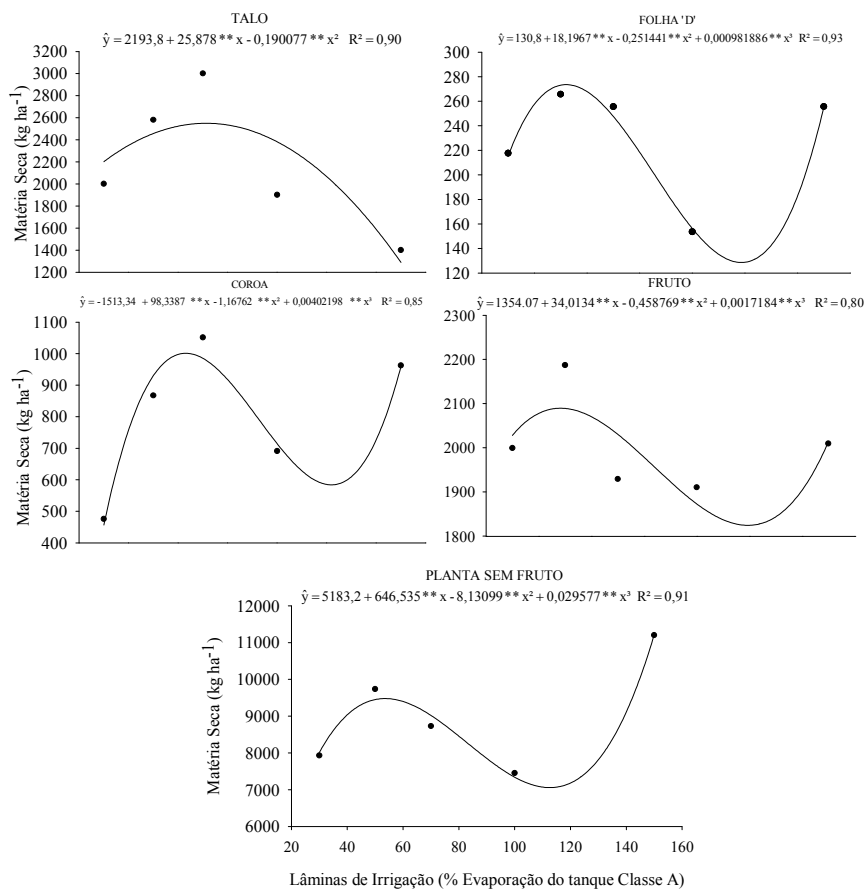 TALO
ŷ = 2193,8 + 25,878 ** x - 0,190077 ** x² R² = 0,90
Matéria Seca (kg ha-1)
3200
3000
2800
2600
2400
2200
2000
1800
1600
1400
1200
FOLHA 'D'
ŷ = 130,8 + 18,1967 ** x - 0,251441 ** x² + 0,000981886 ** x³ R² = 0,93
300
280
260
240
220
200
180
160
140
120
COROA
ŷ = -1513,34 + 98,3387 ** x -1,16762 ** x² + 0,00402198 ** x³ R² = 0,85
Matéria Seca (kg ha-1)
1100
1000
900
800
700
600
500
400
FRUTO
ŷ = 1354.07 + 34,0134 ** x - 0,458769 ** x² + 0,0017184 ** x³ R² = 0,80
2300
2200
2100
2000
1900
1800
PLANTA SEM FRUTO
ŷ = 5183,2 + 646,535 ** x - 8,13099 ** x² + 0,029577 ** x³ R² = 0,91
Matéria Seca (kg ha-1)
12000
11000
10000
9000
8000
7000
6000
20 40 60 80 100 120 140 160
Lâminas de Irrigação (% Evaporação do tanque Classe A)